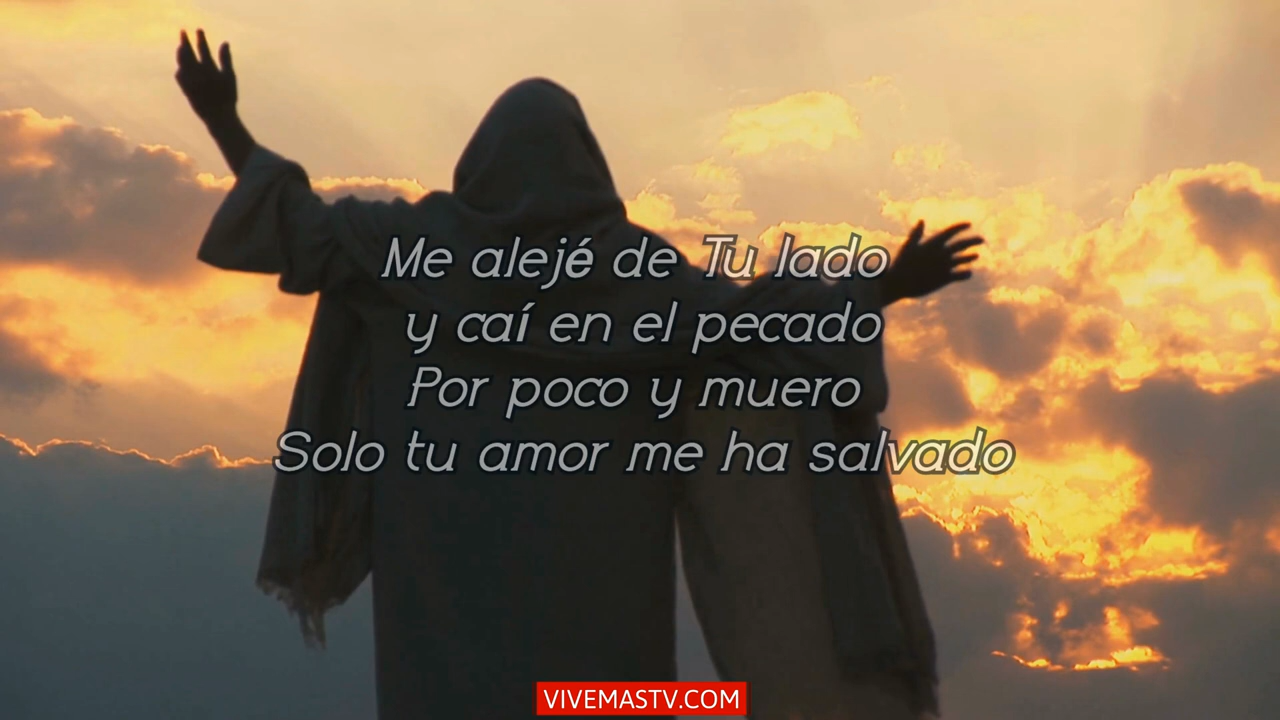 Me alejé de Tu lado
y caí en el pecado
Por poco y muero
Solo tu amor me ha salvado
VIVEMASTV.COM